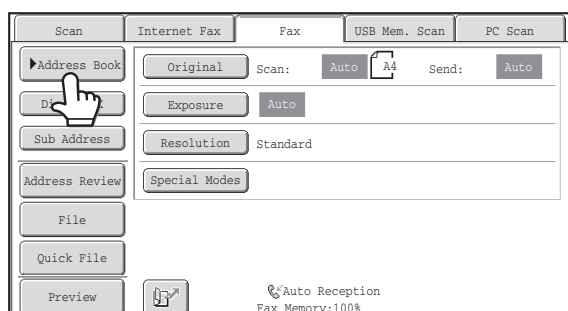 Scan Internet Fax Fax USB Mem. Scan PC Scan
Address Book
Original Scan: Auto A4 Send: Auto
Exposure Auto
Sub Address
Resolution Standard
Address Review
Special Modes
File
Quick File
Preview
Auto Reception
Fax Memory:100%